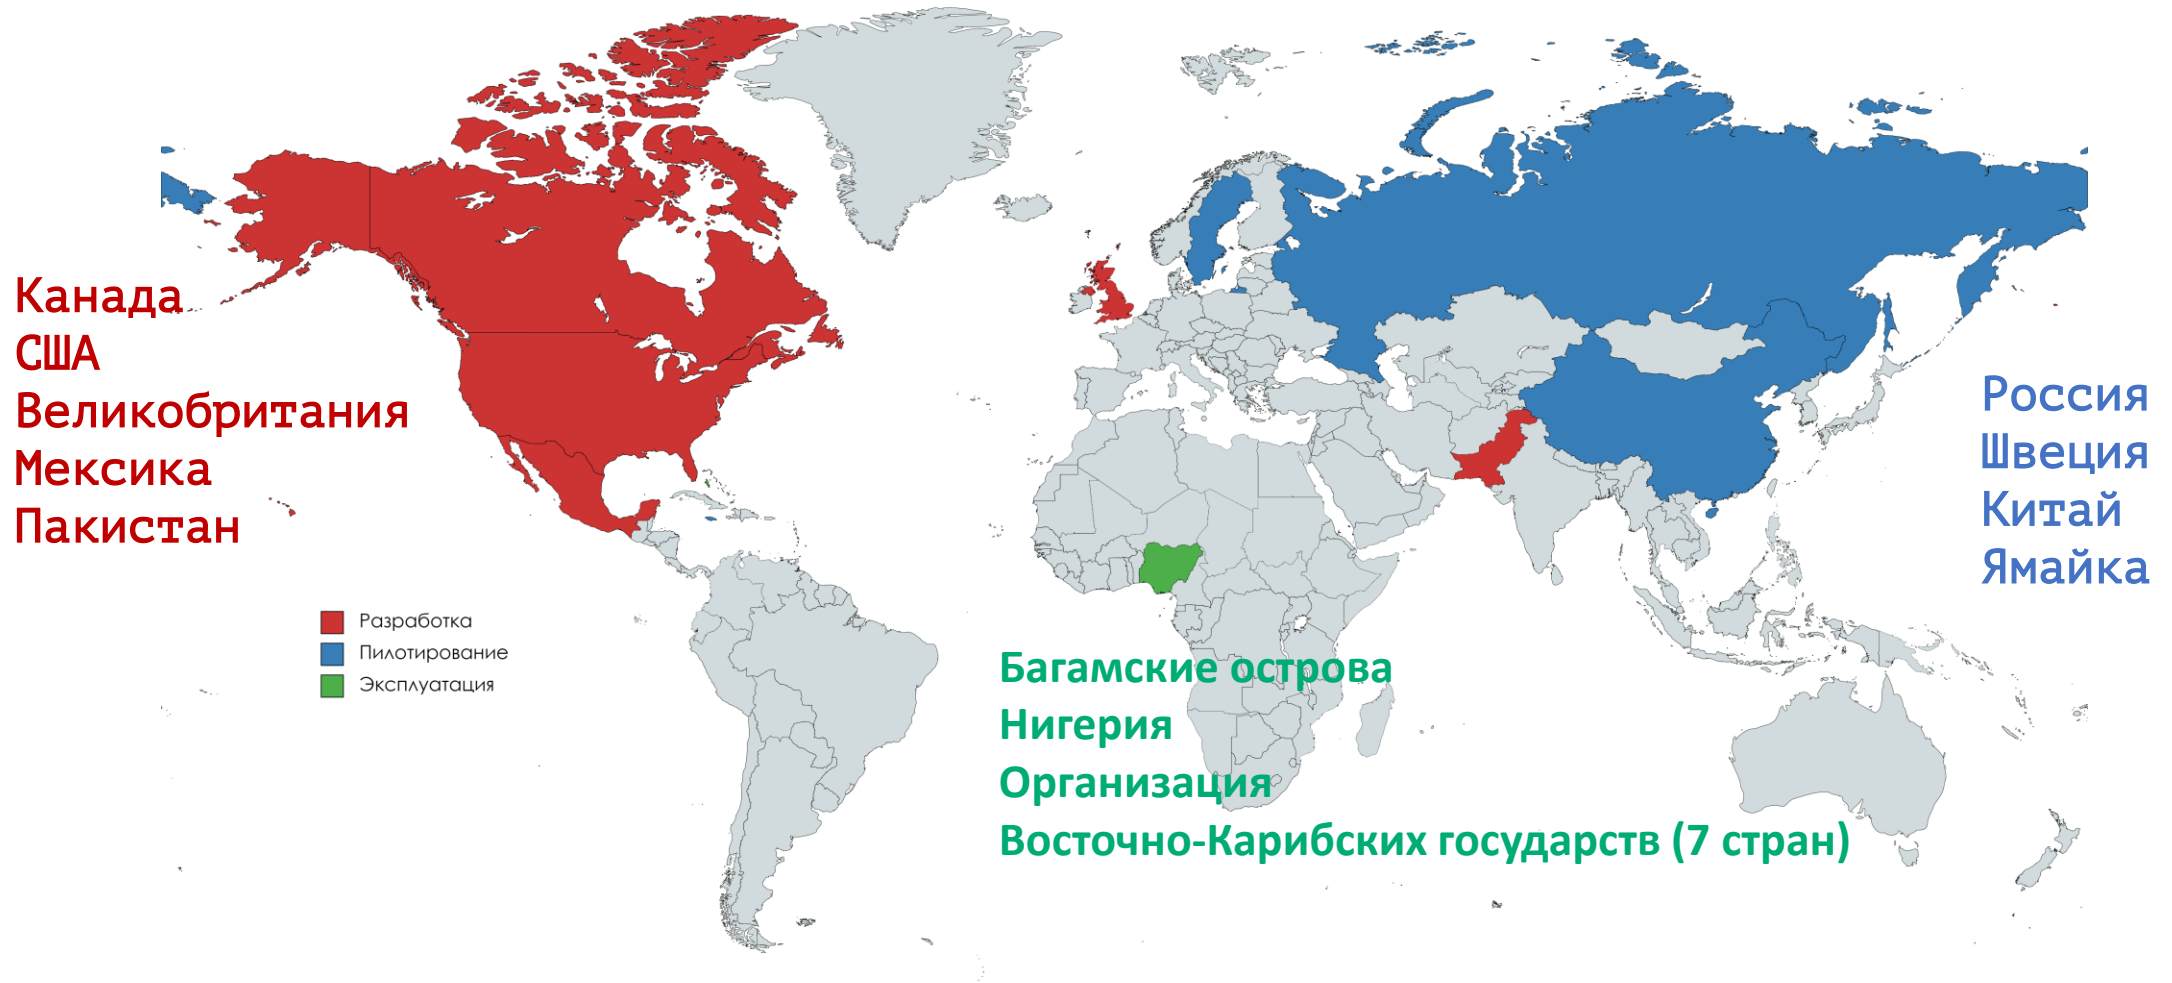 Канада
США
Великобритания
Мексика
Пакистан
Россия
Швеция
Китай
Ямайка
Разработка
Пилотирование
Эксплуатация
Багамские острова
Нигерия
Организация
Восточно-Карибских государств (7 стран)